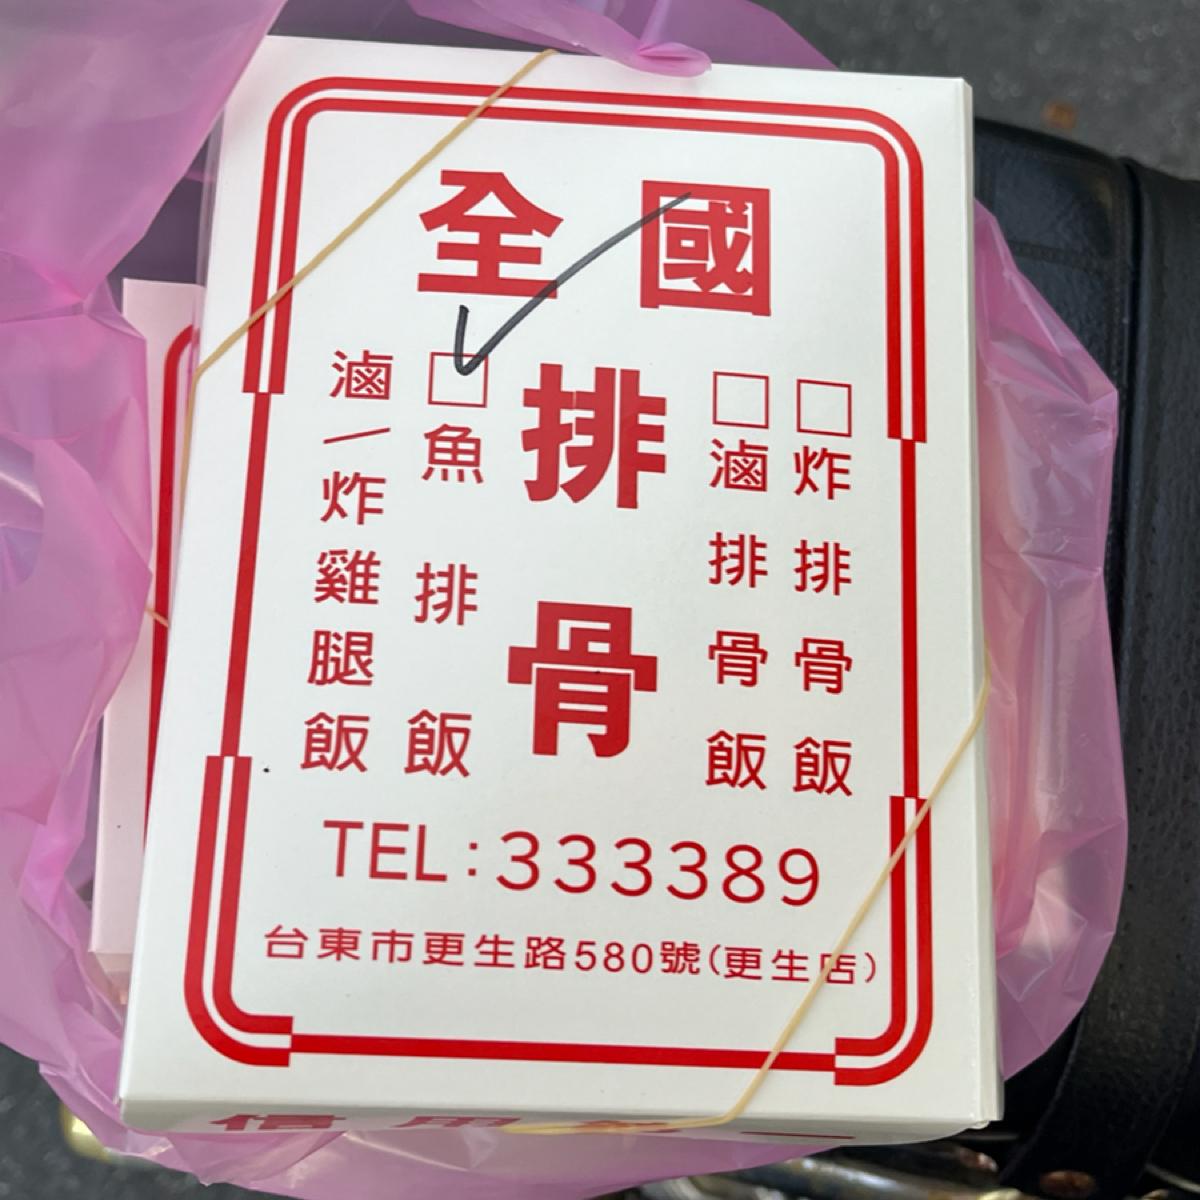 全國
排骨
□炸排骨飯
□滷排骨飯
□魚排飯
滷/炸雞腿飯
TEL:333389
台東市更生路580號(更生店)